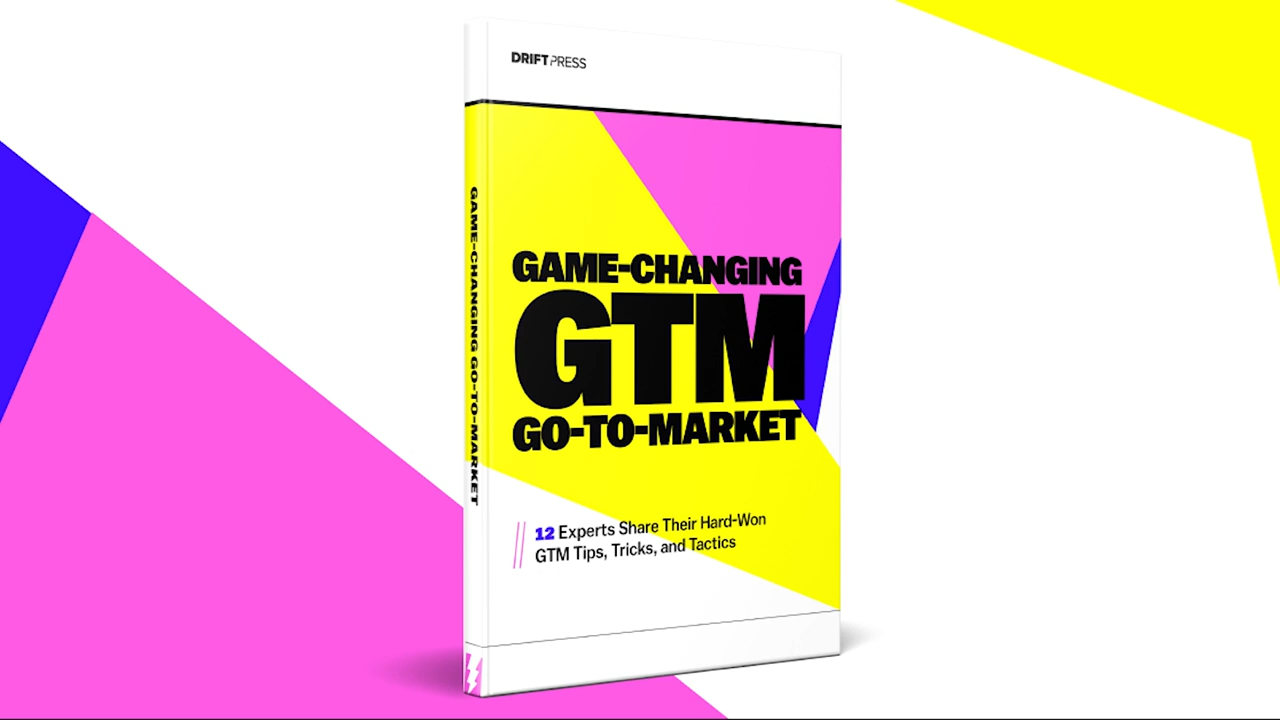 DRIFT PRESS
GAME-CHANGING GO-TO-MARKET
GAME-CHANGING
GTM
GO-TO-MARKET
12 Experts Share Their Hard-Won
GTM Tips, Tricks, and Tactics